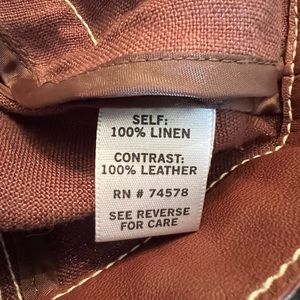 SELF:
100% LINEN
CONTRAST:
100% LEATHER
RN # 74578
SEE REVERSE
FOR CARE